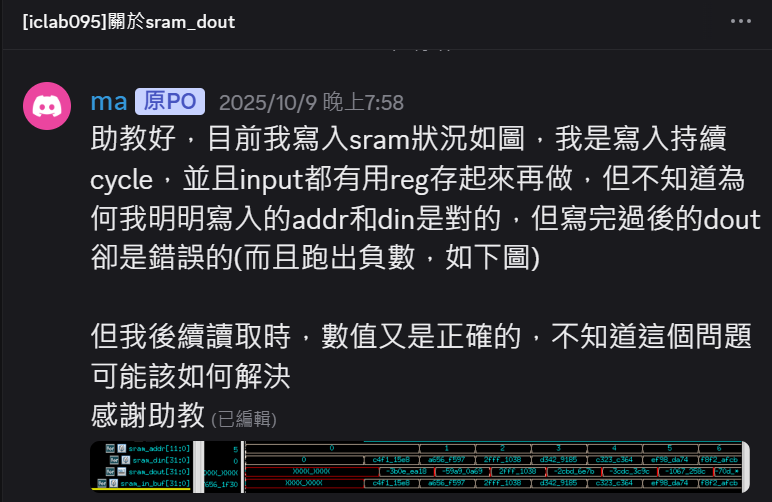 [iclab095]關於sram_dout
ma 原PO 2025/10/9 晚上7:58
助教好，目前我寫入sram狀況如圖，我是寫入持續
cycle，並且input都有用reg存起來再做，但不知道為
何我明明寫入的addr和din是對的，但寫完過後的dout
卻是錯誤的(而且跑出負數，如下圖)
但我後續讀取時，數值又是正確的，不知道這個問題
可能該如何解決
感謝助教 (已編輯)
sram_addr[11:0] 5 0 1 2 3 4 5 6
sram_din[31:0] 0 0 c4f1_15e8 a656_f597 2fff_1038 d342_9185 c323_c364 ef98_da74 f8f2_afcb
sram_dout[31:0] XXXX_XXXX XXXX_XXXX -3b0e_ea18 -59a9_0a69 2fff_1038 -2cbd_6e7b -3cdc_3c9c -1067_258c -70d_*
sram_in_buf[31:0] 7656_1F30 XXXX_XXXX c4f1_15e8 a656_f597 2fff_1038 d342_9185 c323_c364 ef98_da74 f8f2_afcb